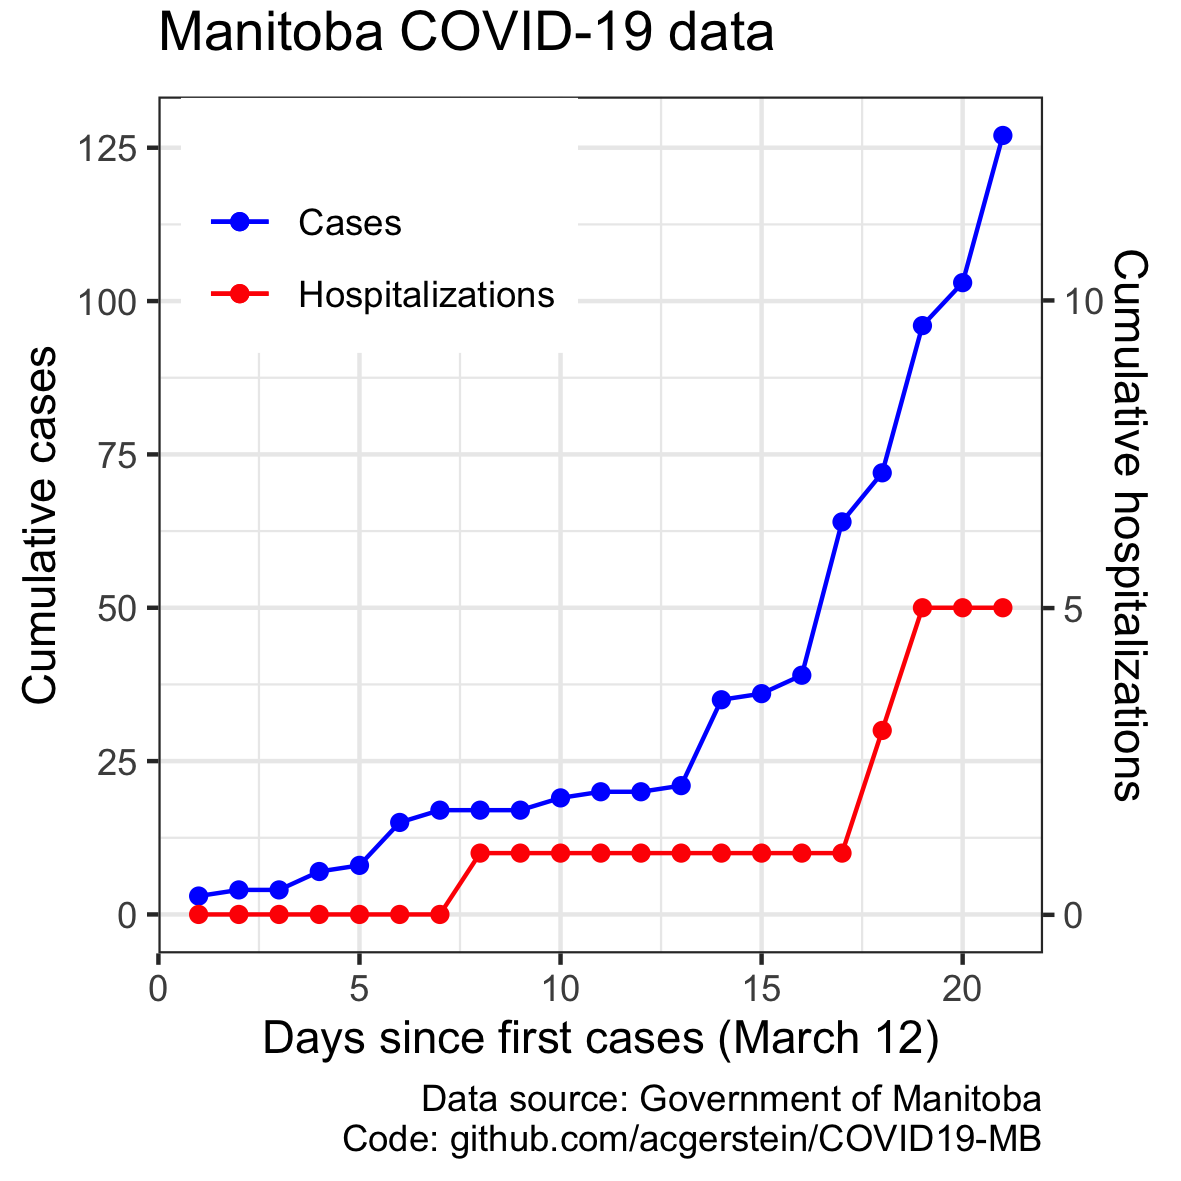 Manitoba COVID-19 data
125
100
75
50
25
0
Cumulative cases
Cases
Hospitalizations
10
5
0
Cumulative hospitalizations
0 5 10 15 20
Days since first cases (March 12)
Data source: Government of Manitoba
Code: github.com/acgerstein/COVID19-MB